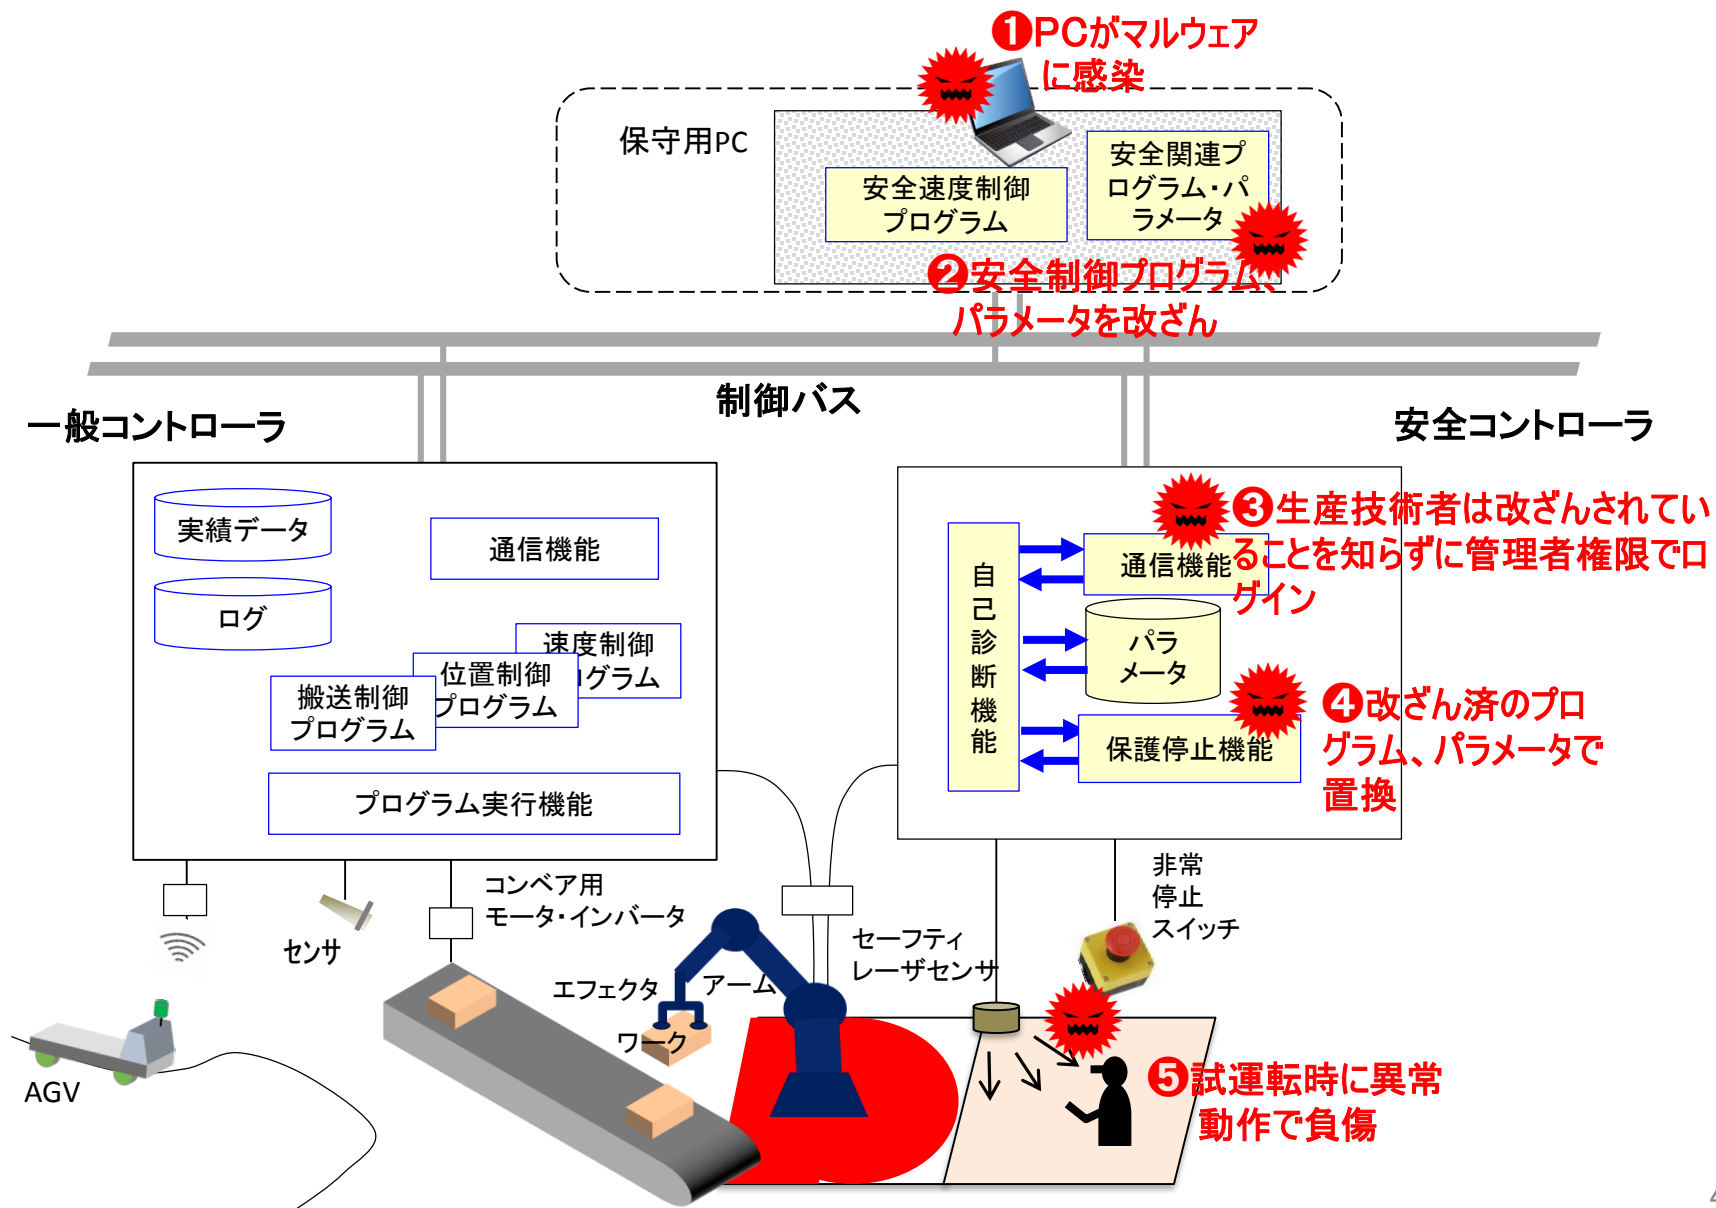 ❶PCがマルウェア
に感染
保守用PC
安全関連プ
ログラム・パ
ラメータ
安全速度制御
プログラム
❷安全制御プログラム、
パラメータを改ざん
制御バス
一般コントローラ
安全コントローラ
実績データ
ログ
通信機能
速度制御
ログラム
位置制御
プログラム
搬送制御
プログラム
プログラム実行機能
自己診断機能
通信機能
パラ
メータ
保護停止機能
❸生産技術者は改ざんされてい
ることを知らずに管理者権限でロ
グイン
❹改ざん済のプロ
グラム、パラメータで
置換
センサ
コンベア用
モータ・インバータ
エフェクタ
アーム
ワーク
セーフティ
レーザセンサ
非常
停止
スイッチ
AGV
❺試運転時に異常
動作で負傷